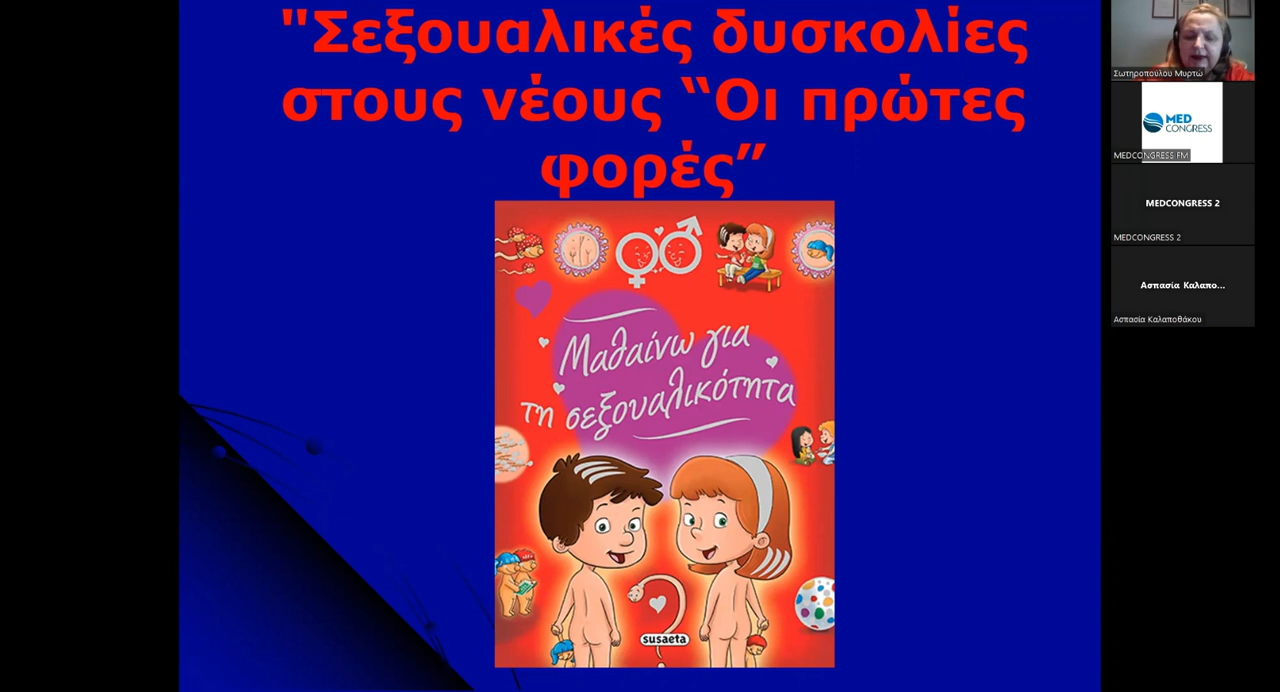 "Σεξουαλικές δυσκολίες
στους νέους “Οι πρώτες
φορές”
Μαθαίνω για
τη σεξουαλικότητα
susaeta
Σωτηροπούλου Μυρτώ
MED
CONGRESS
MEDCONGRESS FM
MEDCONGRESS 2
MEDCONGRESS 2
Ασπασία Καλαπο...
Ασπασία Καλαποθάκου